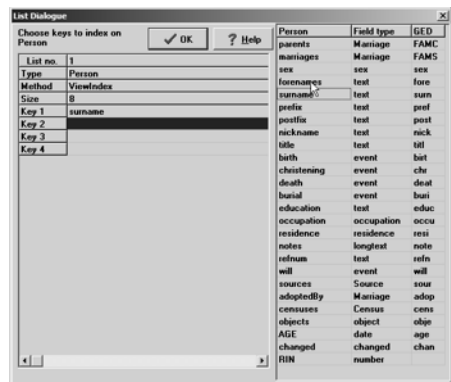 List Dialogue
Choose keys to index on
Person
OK
? Help
List no. 1
Type Person
Method ViewIndex
Size 8
Key 1 surname
Key 2
Key 3
Key 4
Person Field type GED
parents Marriage FAMC
marriages Marriage FAMS
sex sex sex
forenames text fore
surname text surn
prefix text pref
postfix text post
nickname text nick
title text titl
birth event birt
christening event chr
death event deat
burial event buri
education text educ
occupation occupation occu
residence residence resi
notes longtext note
refnum text refn
will event will
sources Source sour
adoptedBy Marriage adop
censuses Census cens
objects object obje
AGE date age
changed changed chan
RIN number